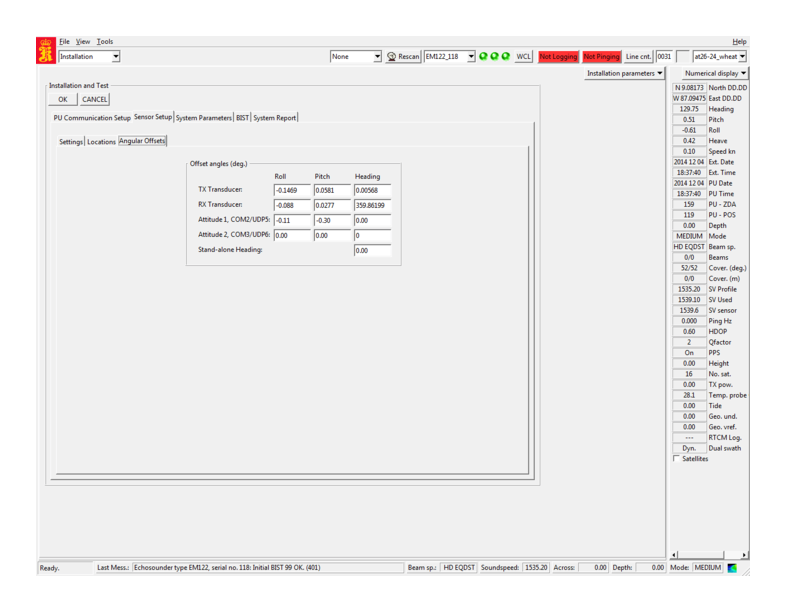 File View Tools Help
Installation None Rescan EM122_118 WCL Not Logging Not Pinging Line cnt. 0031 at26-24_wheat
Installation parameters Numerical display
Installation and Test
OK CANCEL
PU Communication Setup Sensor Setup System Parameters BIST System Report
Settings Locations Angular Offsets
Offset angles (deg.)
Roll Pitch Heading
TX Transducer: -0.1469 0.0581 0.00568
RX Transducer: -0.088 0.0277 359.86199
Attitude 1, COM2/UDP5: -0.11 -0.30 0.00
Attitude 2, COM3/UDP6: 0.00 0.00 0
Stand-alone Heading: 0.00
N 9.08173 North DD.DD
W 87.09475 East DD.DD
129.75 Heading
0.51 Pitch
-0.61 Roll
0.42 Heave
0.10 Speed kn
2014 12 04 Ext. Date
18:37:40 Ext. Time
2014 12 04 PU Date
18:37:40 PU Time
159 PU - ZDA
119 PU - POS
0.00 Depth
MEDIUM Mode
HD EQDST Beam sp.
0/0 Beams
52/52 Cover. (deg.)
0/0 Cover. (m)
1535.20 SV Profile
1539.10 SV Used
1539.6 SV sensor
0.000 Ping Hz
0.60 HDOP
2 Qfactor
On PPS
0.00 Height
16 No. sat.
0.00 TX pow.
28.1 Temp. probe
0.00 Tide
0.00 Geo. und.
0.00 Geo. vref.
--- RTCM Log.
Dyn. Dual swath
Satellites
Ready. Last Mess.: Echosounder type EM122, serial no. 118: Initial BIST 99 OK. (401) Beam sp.: HD EQDST Soundspeed: 1535.20 Across: 0.00 Depth: 0.00 Mode: MEDIUM